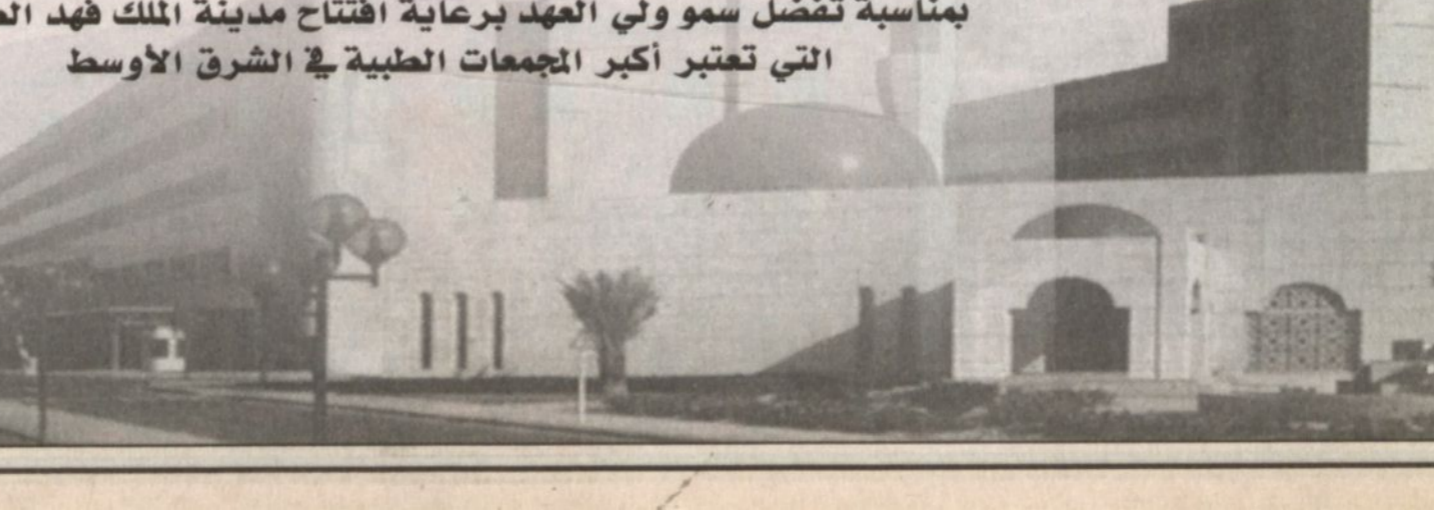 بمناسبة تفضل سمو ولي العهد برعاية افتتاح مدينة الملك فهد
التي تعتبر أكبر المجمعات الطبية في الشرق الأوسط